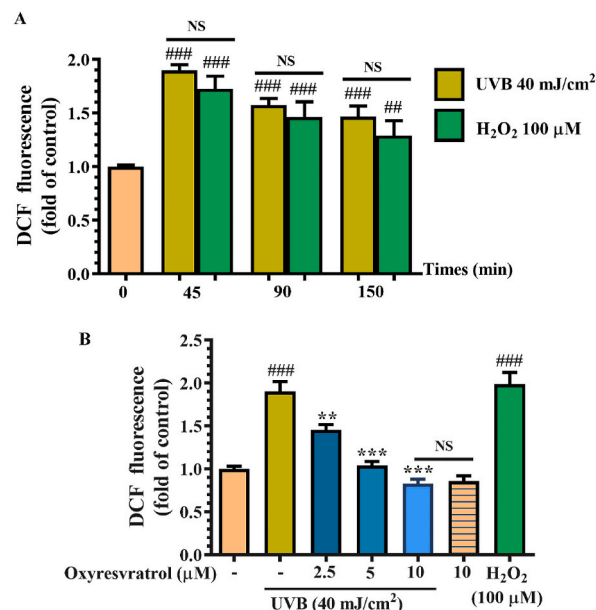 A
NS
NS
NS
###
###
###
###
###
##
UVB 40 mJ/cm²
H₂O₂ 100 μM
DCF fluorescence
(fold of control)
2.0
1.5
1.0
0.5
0.0
0 45 90 150
Times (min)
B
DCF fluorescence
(fold of control)
2.5
2.0
1.5
1.0
0.5
0.0
###
**
***
***
NS
###
Oxyresvratrol (μM) - - 2.5 5 10 10 H₂O₂
UVB (40 mJ/cm²) (100 μM)